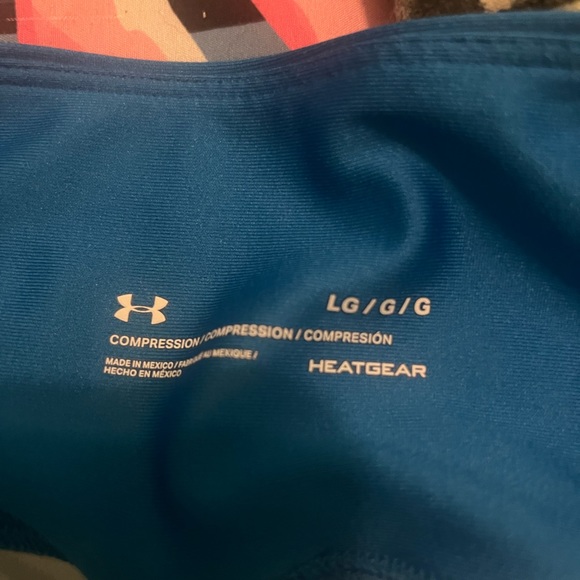 LG / G / G
COMPRESSION / COMPRESSION / COMPRESIÓN
MADE IN MEXICO / FABRIQUÉ AU MEXIQUE /
HECHO EN MÉXICO
HEATGEAR